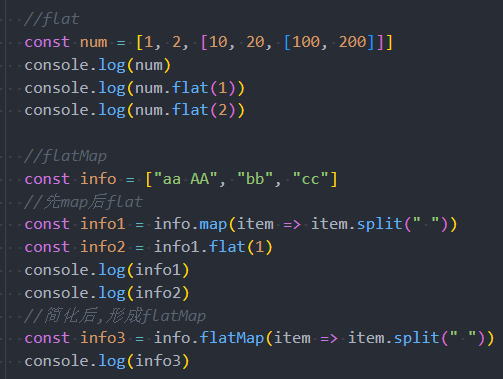 //flat
const num = [1, 2, [10, 20, [100, 200]]]
console.log(num)
console.log(num.flat(1))
console.log(num.flat(2))
//flatMap
const info = ["aa AA", "bb", "cc"]
//先map后flat
const info1 = info.map(item => item.split(" "))
const info2 = info1.flat(1)
console.log(info1)
console.log(info2)
//简化后,形成flatMap
const info3 = info.flatMap(item => item.split(" "))
console.log(info3)